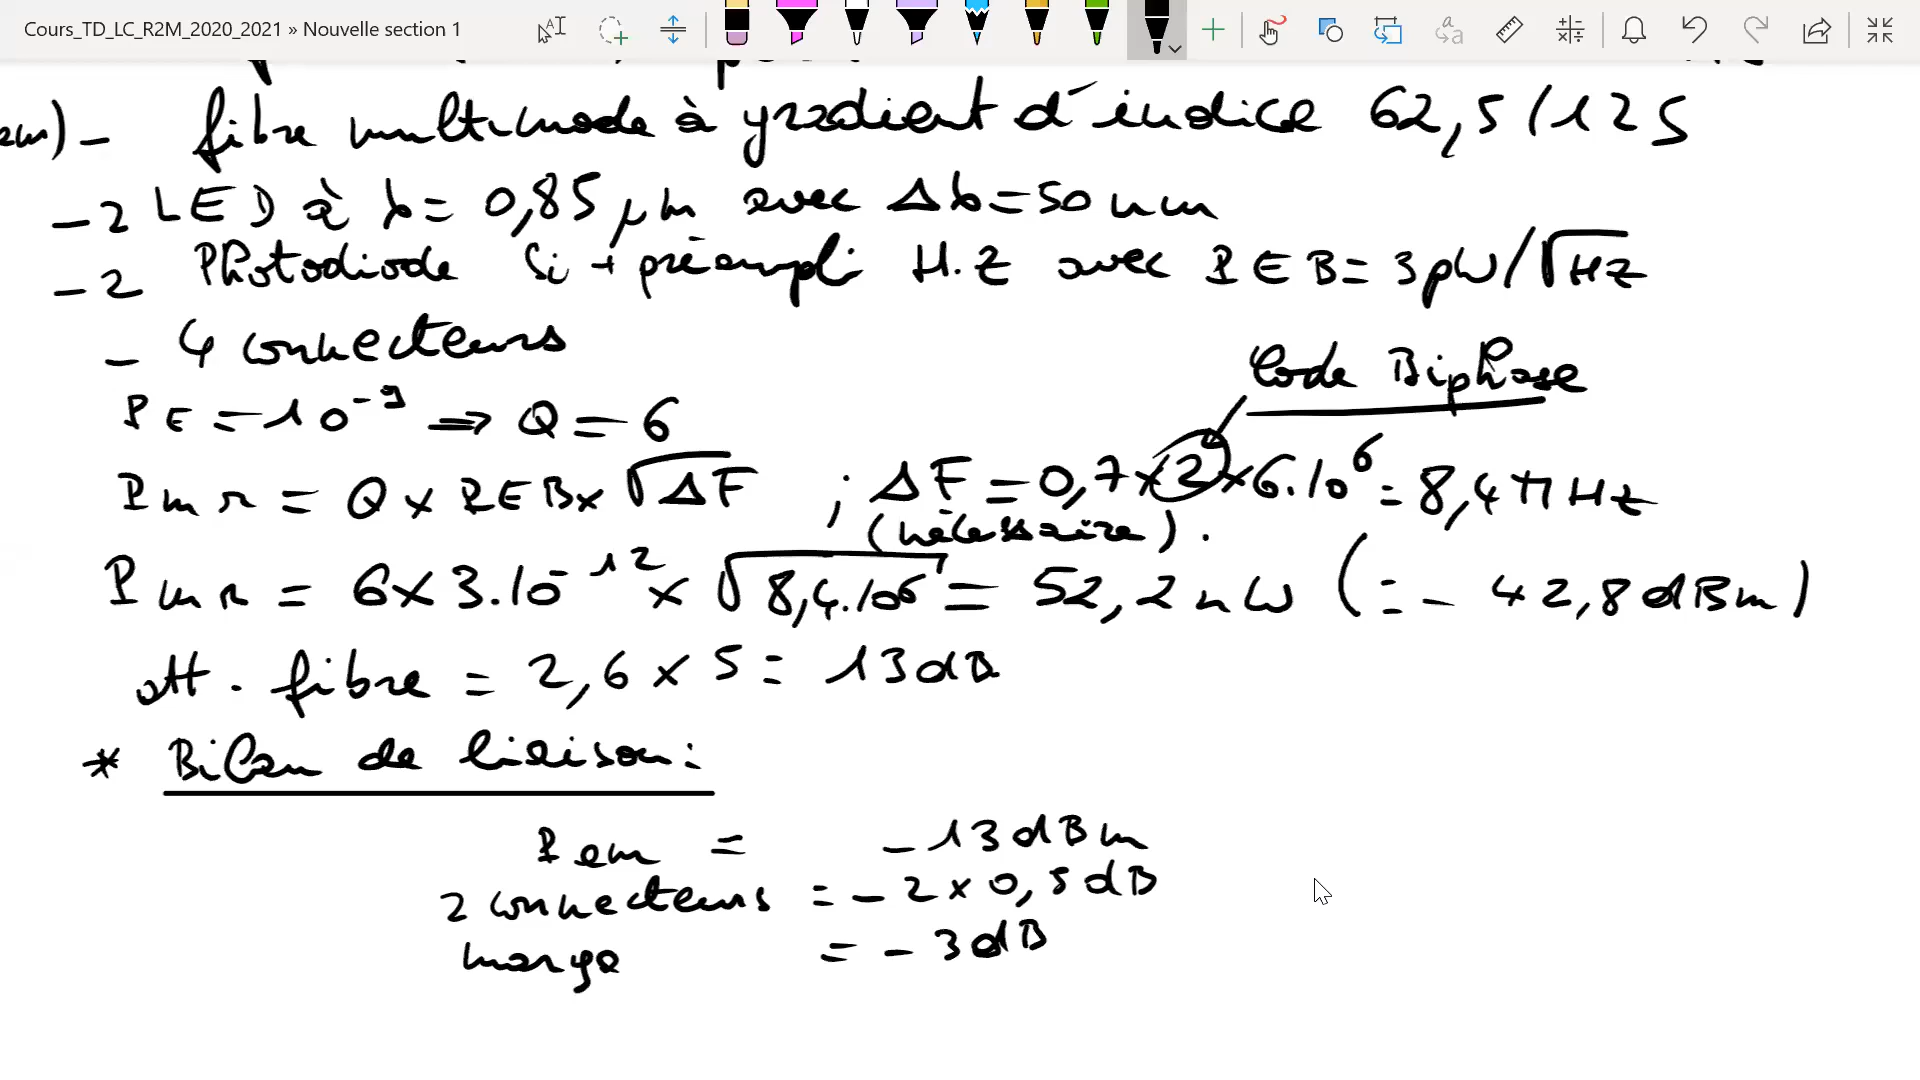 Cours_TD_LC_R2M_2020_2021 » Nouvelle section 1
- fibre multimode à gradient d'indice 62,5/125
- 2 LED à λ = 0,85 µm avec Δλ = 50 nm
- 2 Photodiode Si + préampli H.Z avec PEB = 3pW/√HZ
- 4 connecteurs
Code Biphase
PE = 10⁻⁹ ⇒ Q = 6
Pmr = Q × PEB × √ΔF ; ΔF = 0,7 × 2 × 6.10⁶ = 8,4 MHz
(nécessaire).
Pmr = 6 × 3.10⁻¹² × √8,4.10⁶ = 52,2 nW (= - 42,8 dBm)
att. fibre = 2,6 × 5 = 13 dB
* Bilan de liaison :
Pem = - 13 dBm
2 connecteurs = - 2 × 0,5 dB
marge = - 3 dB